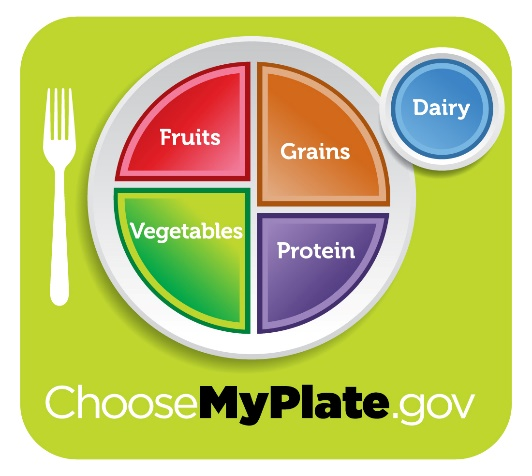 Dairy
Fruits
Grains
Vegetables
Protein
ChooseMyPlate.gov